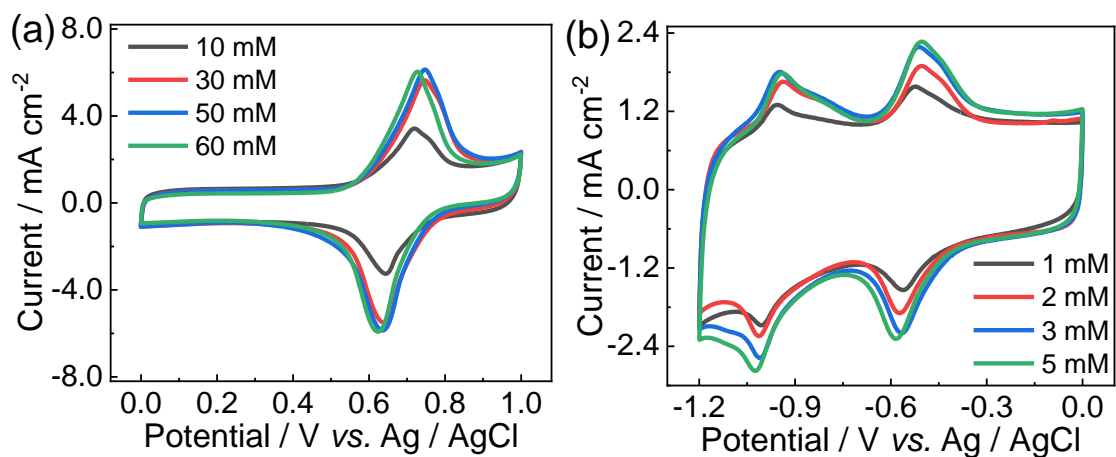 (a)
10 mM
30 mM
50 mM
60 mM
8.0
4.0
0.0
-4.0
-8.0
Current / mA cm-2
0.0 0.2 0.4 0.6 0.8 1.0
Potential / V vs. Ag / AgCl
(b)
2.4
1.2
0.0
-1.2
-2.4
Current / mA cm-2
1 mM
2 mM
3 mM
5 mM
-1.2 -0.9 -0.6 -0.3 0.0
Potential / V vs. Ag / AgCl